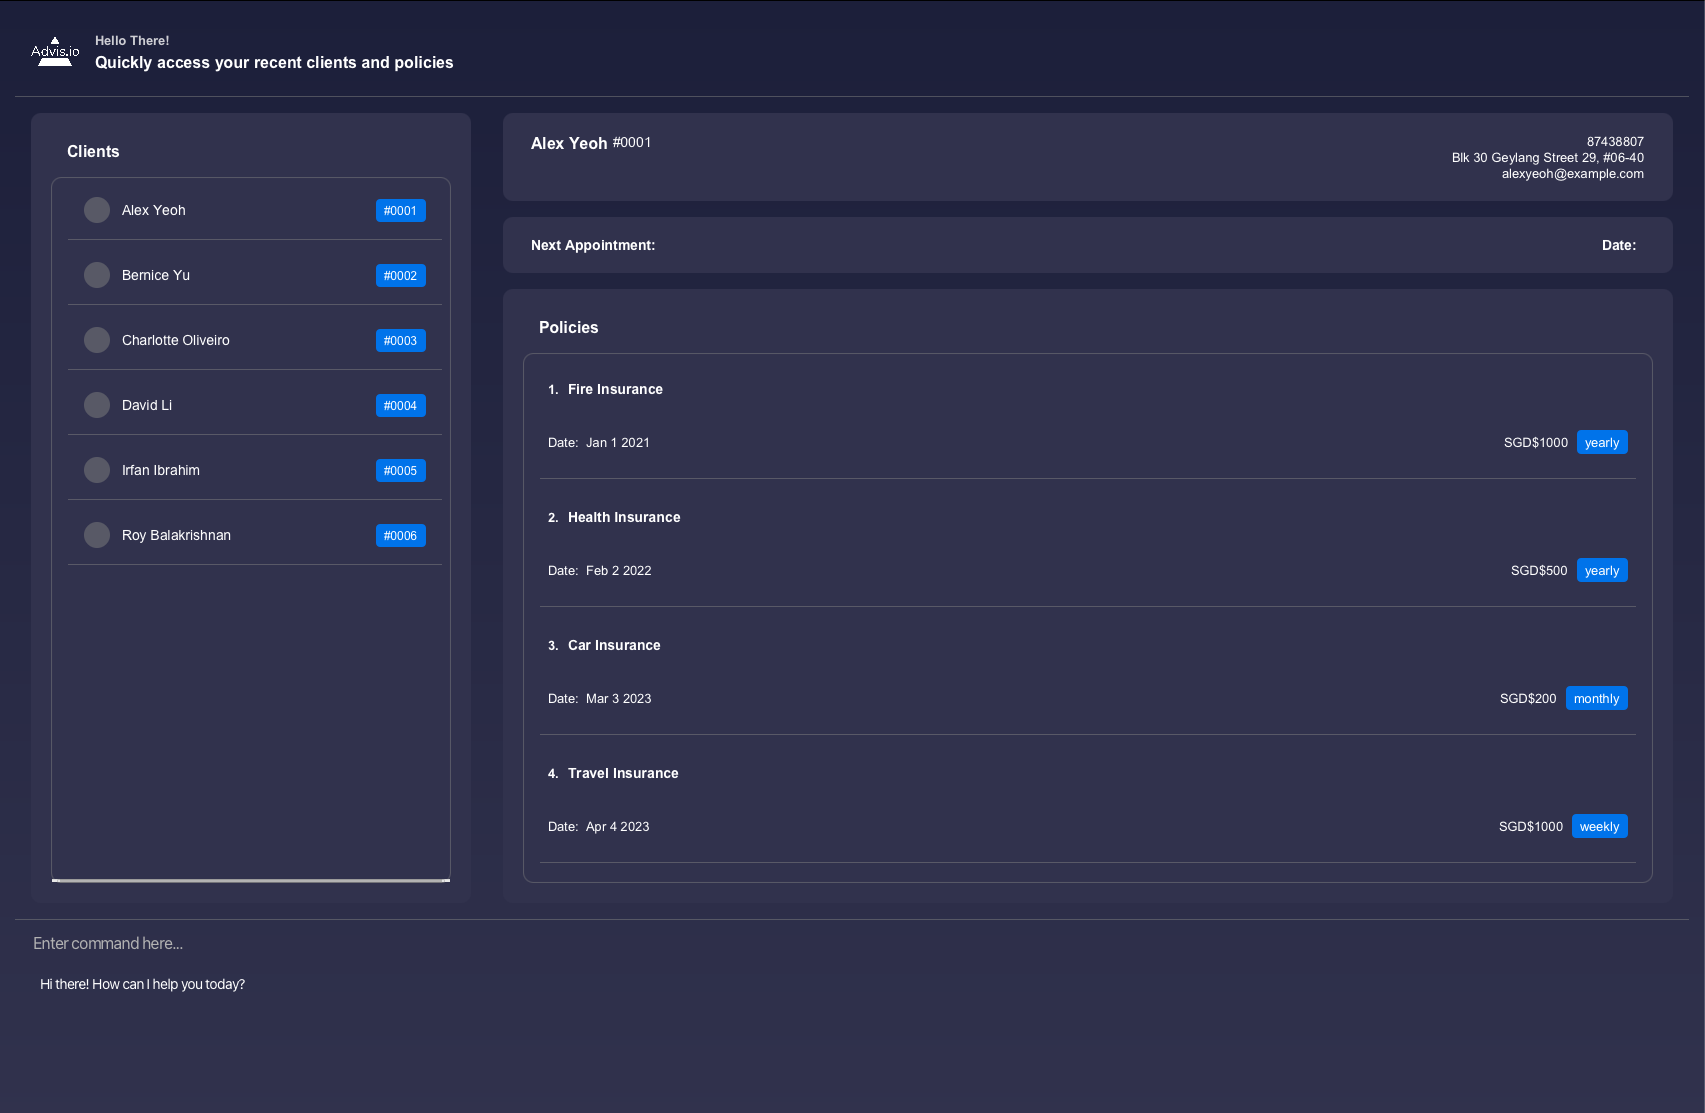 Advis.io
Hello There!
Quickly access your recent clients and policies
Clients
Alex Yeoh #0001
Bernice Yu #0002
Charlotte Oliveiro #0003
David Li #0004
Irfan Ibrahim #0005
Roy Balakrishnan #0006
Alex Yeoh #0001
87438807
Blk 30 Geylang Street 29, #06-40
alexyeoh@example.com
Next Appointment: Date:
Policies
1. Fire Insurance
Date: Jan 1 2021 SGD$1000 yearly
2. Health Insurance
Date: Feb 2 2022 SGD$500 yearly
3. Car Insurance
Date: Mar 3 2023 SGD$200 monthly
4. Travel Insurance
Date: Apr 4 2023 SGD$1000 weekly
Enter command here...
Hi there! How can I help you today?